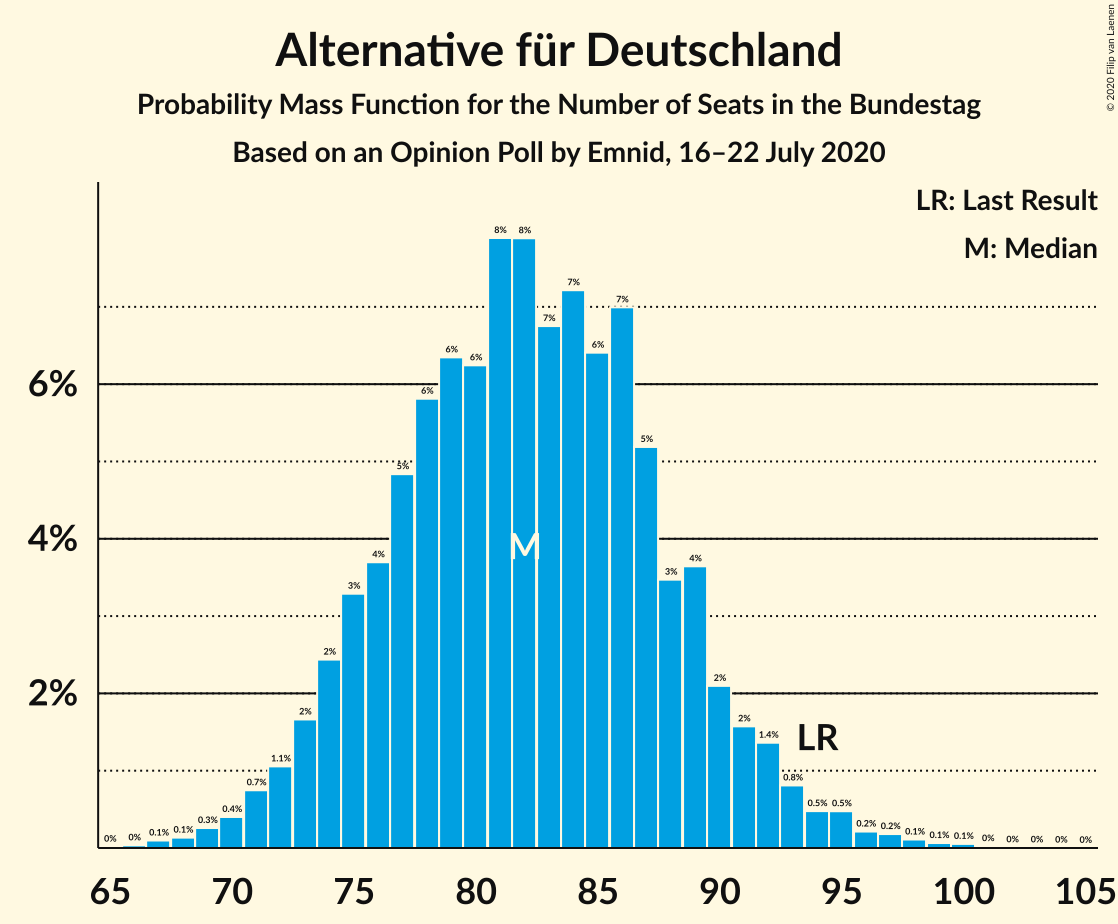 Alternative für Deutschland
Probability Mass Function for the Number of Seats in the Bundestag
Based on an Opinion Poll by Emnid, 16–22 July 2020
© 2020 Filip van Laenen
LR: Last Result
M: Median
6%
4%
2%
0% 0% 0.1% 0.1% 0.3% 0.4% 0.7% 1.1% 2% 2% 3% 4% 5% 6% 6% 6% 8% 8% 7% 7% 6% 7% 5% 3% 4% 2% 2% 1.4% 0.8% 0.5% 0.5% 0.2% 0.2% 0.1% 0.1% 0.1% 0% 0% 0% 0% 0%
M
LR
65 70 75 80 85 90 95 100 105